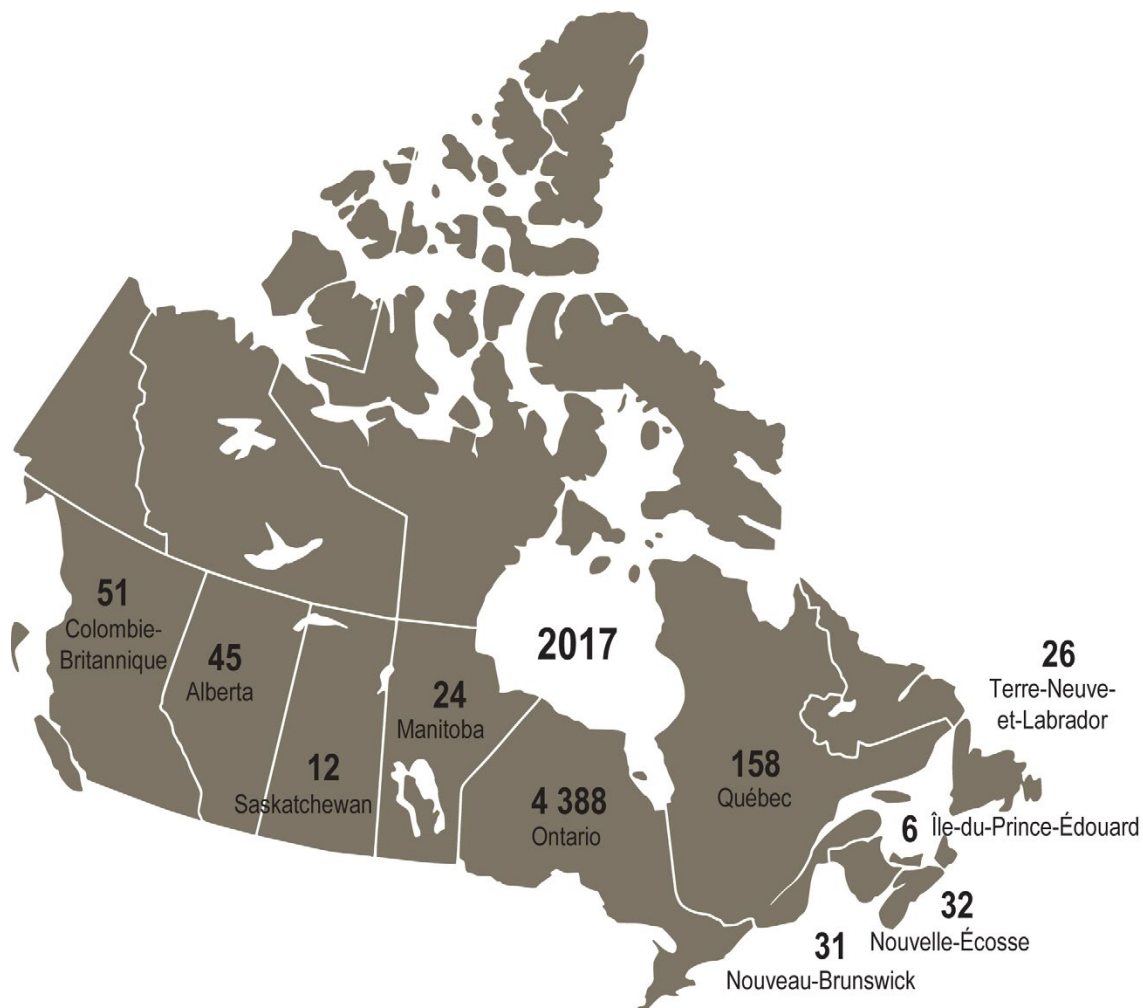 51
Colombie-
Britannique
45
Alberta
12
Saskatchewan
24
Manitoba
2017
4 388
Ontario
158
Québec
26
Terre-Neuve-
et-Labrador
6 Île-du-Prince-Édouard
32
Nouvelle-Écosse
31
Nouveau-Brunswick